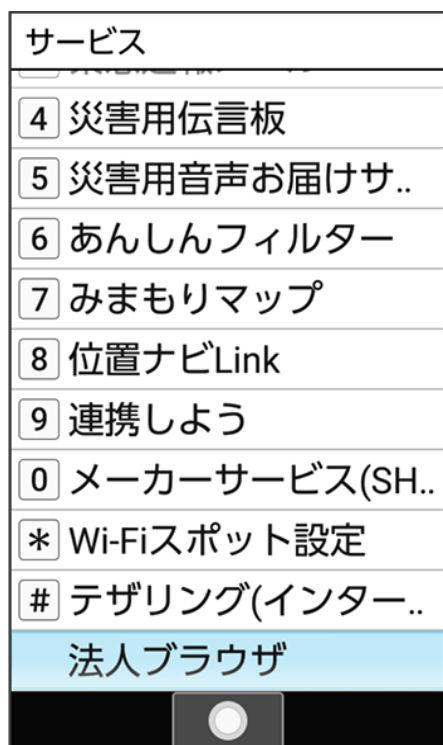 サービス
4 災害用伝言板
5 災害用音声お届けサ..
6 あんしんフィルター
7 みまもりマップ
8 位置ナビLink
9 連携しよう
0 メーカーサービス(SH..
* Wi-Fiスポット設定
# テザリング(インター..
法人ブラウザ